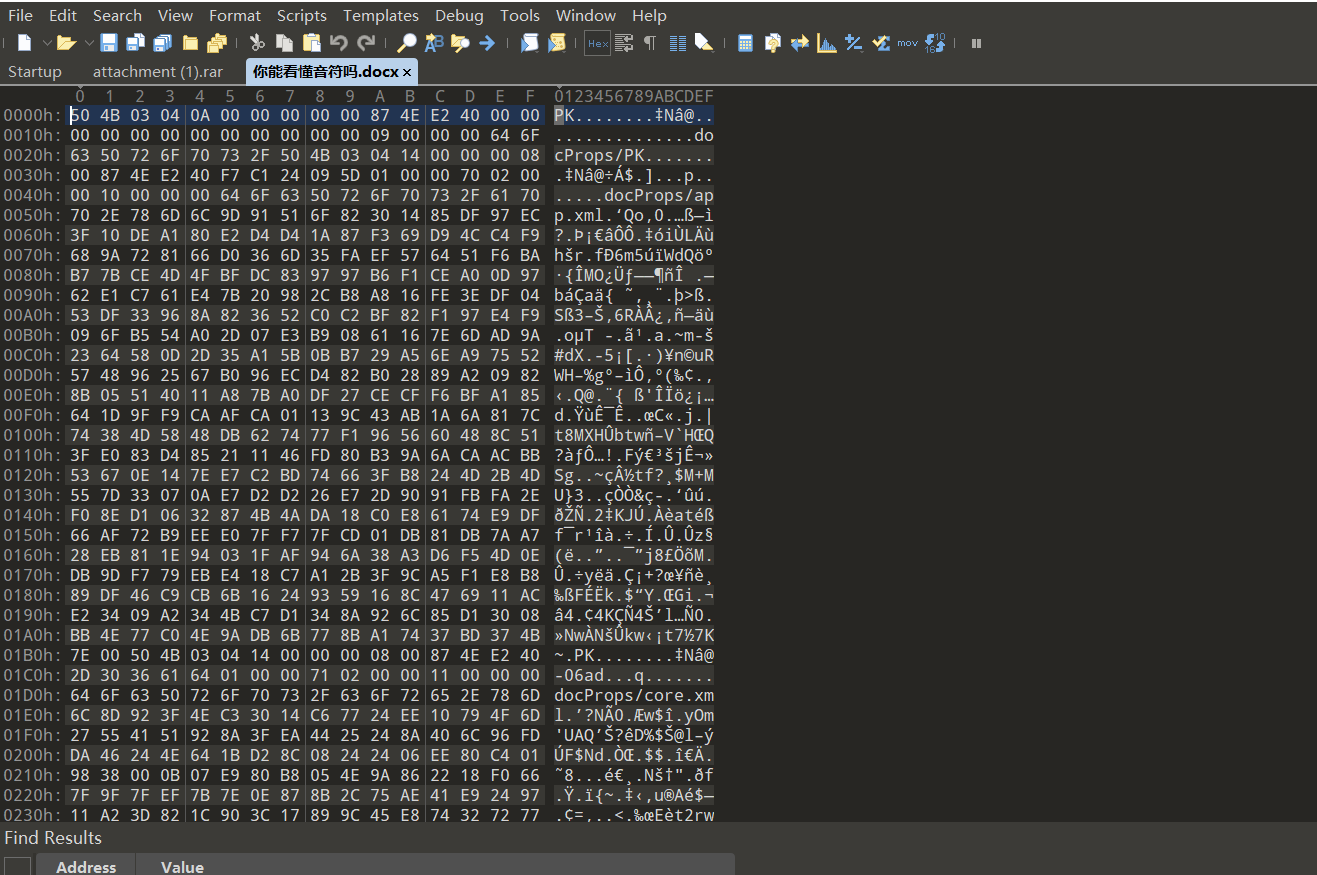 File Edit Search View Format Scripts Templates Debug Tools Window Help
Startup attachment (1).rar 你能看懂音符吗.docx ×
0 1 2 3 4 5 6 7 8 9 A B C D E F 0123456789ABCDEF
0000h: 50 4B 03 04 0A 00 00 00 00 00 87 4E E2 40 00 00 PK........‡Nâ@..
0010h: 00 00 00 00 00 00 00 00 00 00 09 00 00 00 64 6F ..............do
0020h: 63 50 72 6F 70 73 2F 50 4B 03 04 14 00 00 00 08 cProps/PK.......
0030h: 00 87 4E E2 40 F7 C1 24 09 5D 01 00 00 70 02 00 .‡Nâ@÷Á$.]...p..
0040h: 00 10 00 00 00 64 6F 63 50 72 6F 70 73 2F 61 70 .....docProps/ap
0050h: 70 2E 78 6D 6C 9D 91 51 6F 82 30 14 85 DF 97 EC p.xml.‘Qo‚0.…ß—ì
0060h: 3F 10 DE A1 80 E2 D4 D4 1A 87 F3 69 D9 4C C4 F9 ?.Þ¡€âÔÔ.‡óiÙLÄù
0070h: 68 9A 72 81 66 D0 36 6D 35 FA EF 57 64 51 F6 BA hšr.fÐ6m5úïWdQöº
0080h: B7 7B CE 4D 4F BF DC 83 97 97 B6 F1 CE A0 0D 97 ·{ÎMO¿Üƒ——¶ñÎ .—
0090h: 62 E1 C7 61 E4 7B 20 98 2C B8 A8 16 FE 3E DF 04 báÇaä{ ˜,¸¨.þ>ß.
00A0h: 53 DF 33 96 8A 82 36 52 C0 C2 BF 82 F1 97 E4 F9 Sß3–Š‚6RÀÂ¿‚ñ—äù
00B0h: 09 6F B5 54 A0 2D 07 E3 B9 08 61 16 7E 6D AD 9A .oµT -.ã¹.a.~m-š
00C0h: 23 64 58 0D 2D 35 A1 5B 0B B7 29 A5 6E A9 75 52 #dX.-5¡[.·)¥n©uR
00D0h: 57 48 96 25 67 B0 96 EC D4 82 B0 28 89 A2 09 82 WH–%g°–ìÔ‚°(‰¢.‚
00E0h: 8B 05 51 40 11 A8 7B A0 DF 27 CE CF F6 BF A1 85 ‹.Q@.¨{ ß'ÎÏö¿¡…
00F0h: 64 1D 9F F9 CA AF CA 01 13 9C 43 AB 1A 6A 81 7C d.ŸùÊ¯Ê..œC«.j.|
0100h: 74 38 4D 58 48 DB 62 74 77 F1 96 56 60 48 8C 51 t8MXHÛbtwñ–V`HŒQ
0110h: 3F E0 83 D4 85 21 11 46 FD 80 B3 9A 6A CA AC BB ?àƒÔ…!.Fý€³šjÊ¬»
0120h: 53 67 0E 14 7E E7 C2 BD 74 66 3F B8 24 4D 2B 4D Sg..~çÂ½tf?¸$M+M
0130h: 55 7D 33 07 0A E7 D2 D2 26 E7 2D 90 91 FB FA 2E U}3..çÒÒ&ç-.‘ûú.
0140h: F0 8E D1 06 32 87 4B 4A DA 18 C0 E8 61 74 E9 DF ðŽÑ.2‡KJÚ.Àèatéß
0150h: 66 AF 72 B9 EE E0 7F F7 7F CD 01 DB 81 DB 7A A7 f¯r¹îà.÷.Í.Û.Ûz§
0160h: 28 EB 81 1E 94 03 1F AF 94 6A 38 A3 D6 F5 4D 0E (ë..”..¯”j8£ÖõM.
0170h: DB 9D F7 79 EB E4 18 C7 A1 2B 3F 9C A5 F1 E8 B8 Û.÷yëä.Ç¡+?œ¥ñè¸
0180h: 89 DF 46 C9 CB 6B 16 24 93 59 16 8C 47 69 11 AC ‰ßFÉËk.$“Y.ŒGi.¬
0190h: E2 34 09 A2 34 4B C7 D1 34 8A 92 6C 85 D1 30 08 â4.¢4KÇÑ4Š’l…Ñ0.
01A0h: BB 4E 77 C0 4E 9A DB 6B 77 8B A1 74 37 BD 37 4B »NwÀNšÛkw‹¡t7½7K
01B0h: 7E 00 50 4B 03 04 14 00 00 00 08 00 87 4E E2 40 ~.PK........‡Nâ@
01C0h: 2D 30 36 61 64 01 00 00 71 02 00 00 11 00 00 00 -06ad...q.......
01D0h: 64 6F 63 50 72 6F 70 73 2F 63 6F 72 65 2E 78 6D docProps/core.xm
01E0h: 6C 8D 92 3F 4E C3 30 14 C6 77 24 EE 10 79 4F 6D l.’?NÃ0.Æw$î.yOm
01F0h: 27 55 41 51 92 8A 3F EA 44 25 24 8A 40 6C 96 FD 'UAQ’Š?êD%$Š@l–ý
0200h: DA 46 24 4E 64 1B D2 8C 08 24 24 06 EE 80 C4 01 ÚF$Nd.ÒŒ.$$.î€Ä.
0210h: 98 38 00 0B 07 E9 80 B8 05 4E 9A 86 22 18 F0 66 ˜8...é€¸.Nš†".ðf
0220h: 7F 9F 7F EF 7B 7E 0E 87 8B 2C 75 AE 41 E9 24 97 .Ÿ.ï{~.‡‹,u®Aé$—
0230h: 11 A2 3D 82 1C 90 3C 17 89 9C 45 E8 74 32 72 77 .¢=‚..<.‰œEèt2rw
Find Results
Address Value